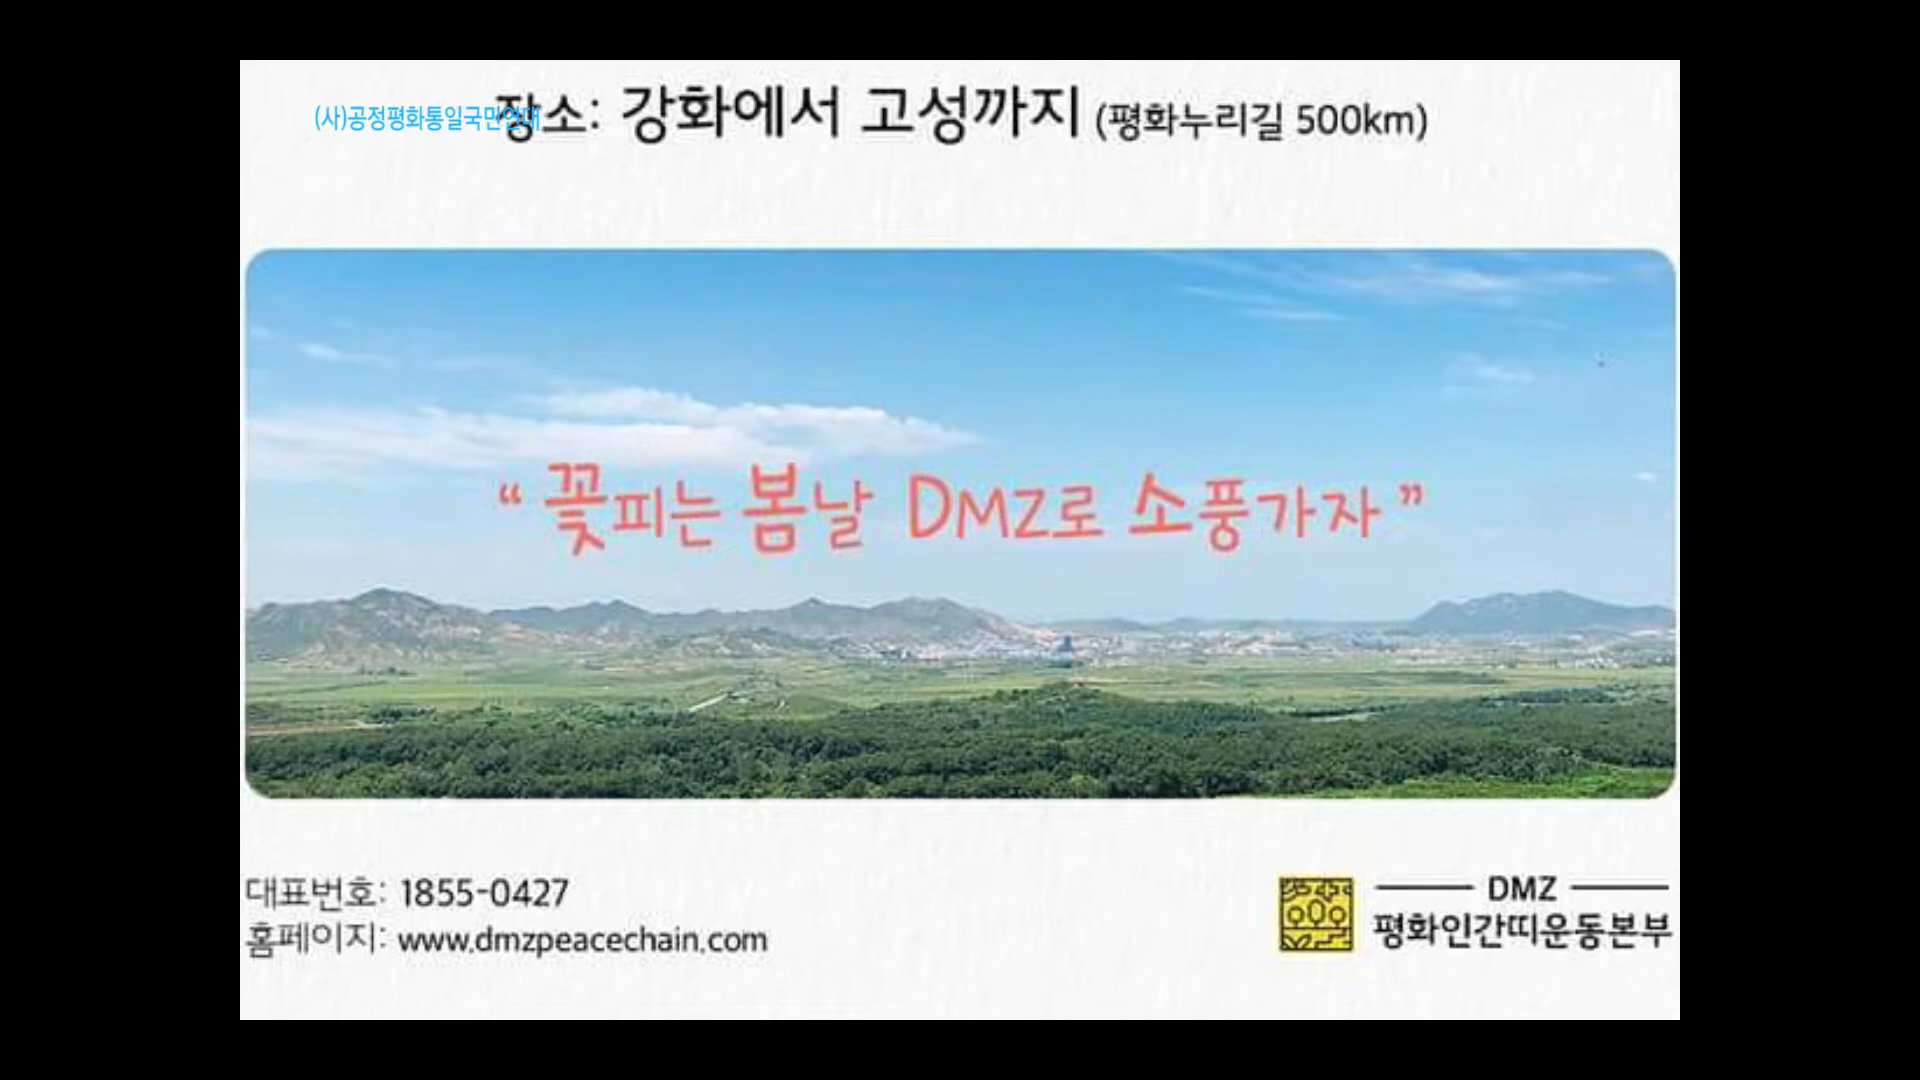 (사)공정평화통일국민연대
장소: 강화에서 고성까지 (평화누리길 500km)
“ 꽃피는 봄날 DMZ로 소풍가자 ”
대표번호: 1855-0427
홈페이지: www.dmzpeacechain.com
DMZ
평화인간띠운동본부